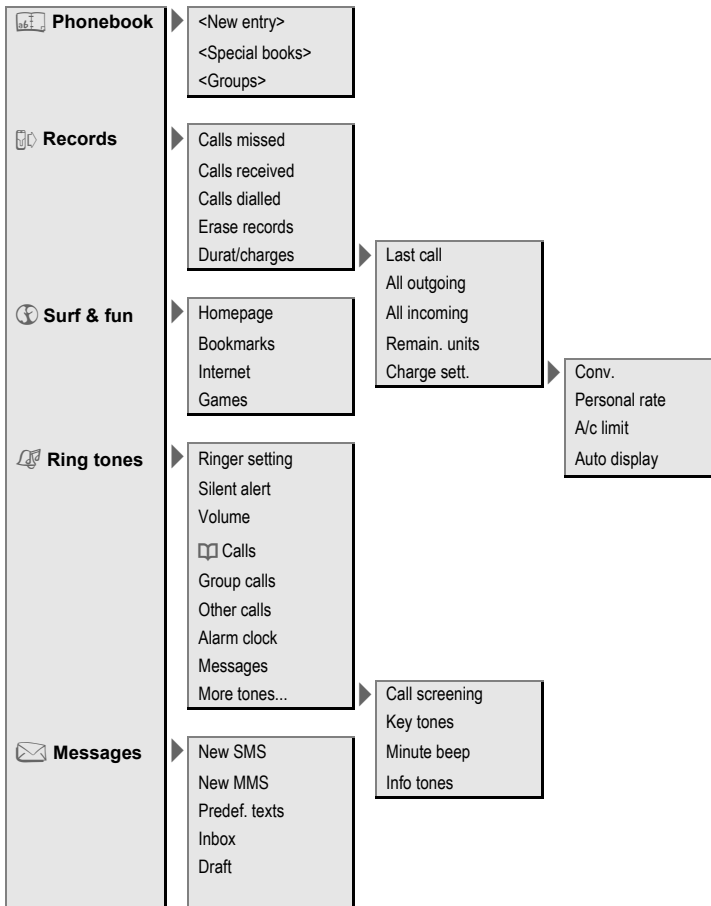 Phonebook
<New entry>
<Special books>
<Groups>
Records
Calls missed
Calls received
Calls dialled
Erase records
Durat/charges
Last call
All outgoing
All incoming
Remain. units
Charge sett.
Conv.
Personal rate
A/c limit
Auto display
Surf & fun
Homepage
Bookmarks
Internet
Games
Ring tones
Ringer setting
Silent alert
Volume
Calls
Group calls
Other calls
Alarm clock
Messages
More tones...
Call screening
Key tones
Minute beep
Info tones
Messages
New SMS
New MMS
Predef. texts
Inbox
Draft